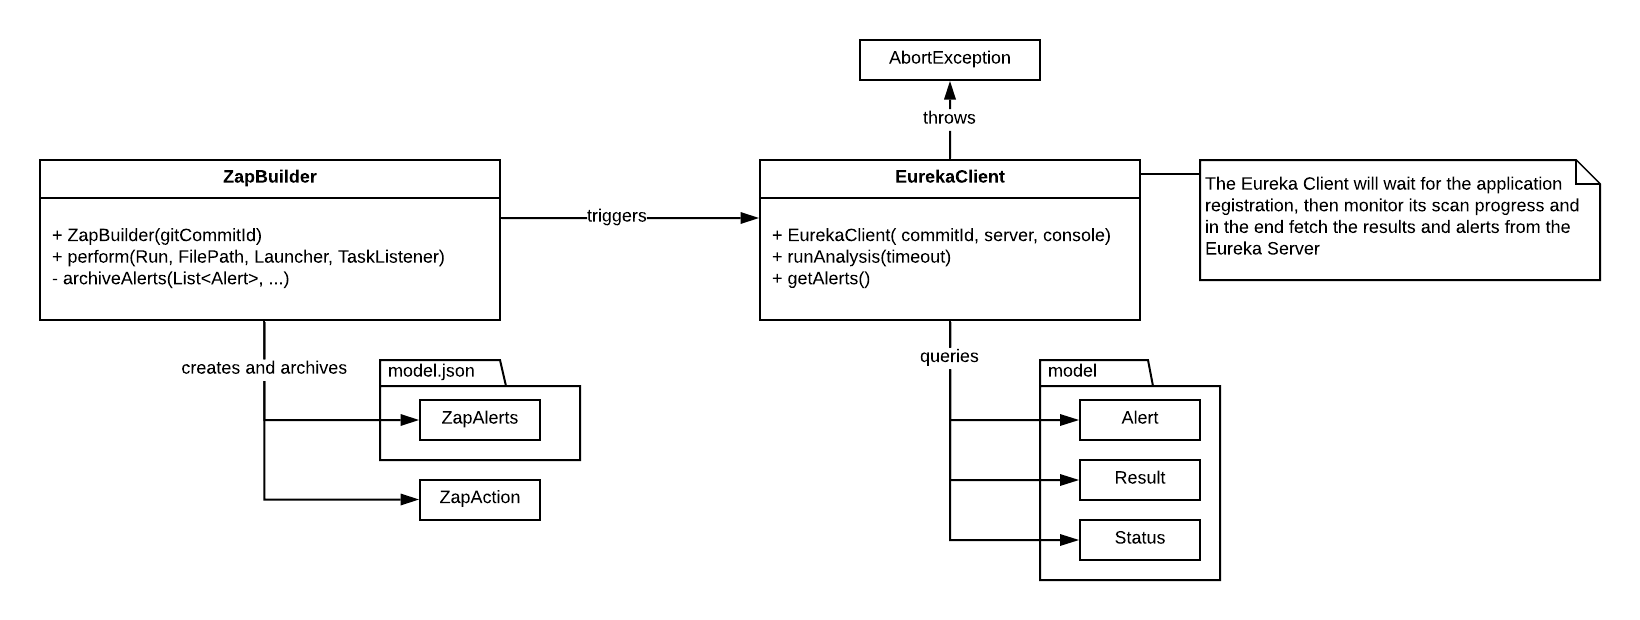 AbortException
throws
ZapBuilder
+ ZapBuilder(gitCommitId)
+ perform(Run, FilePath, Launcher, TaskListener)
- archiveAlerts(List<Alert>, ...)
triggers
EurekaClient
+ EurekaClient( commitId, server, console)
+ runAnalysis(timeout)
+ getAlerts()
The Eureka Client will wait for the application
registration, then monitor its scan progress and
in the end fetch the results and alerts from the
Eureka Server
creates and archives
model.json
ZapAlerts
ZapAction
queries
model
Alert
Result
Status